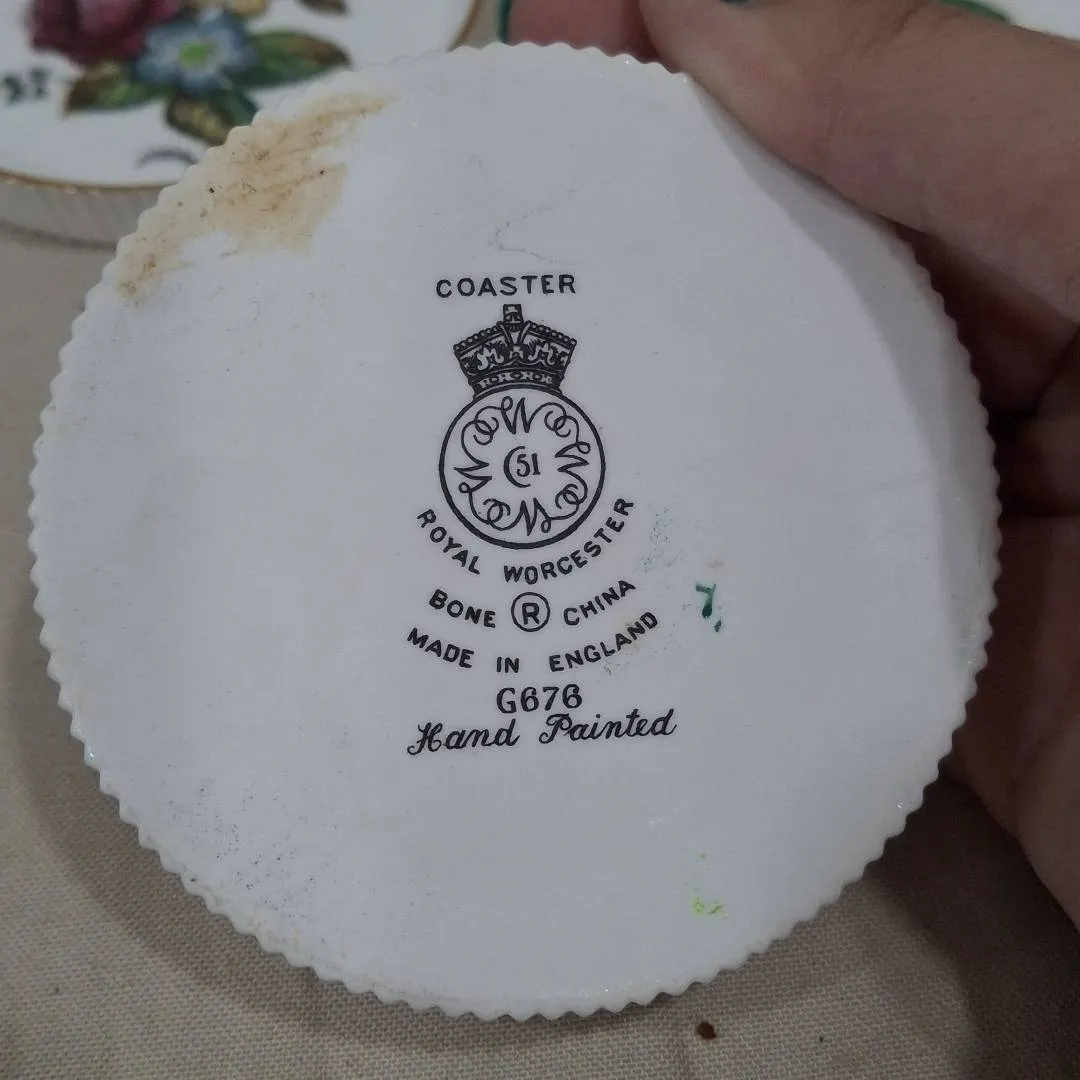 COASTER
51
ROYAL WORCESTER
BONE ® CHINA
MADE IN ENGLAND
G676
Hand Painted
7